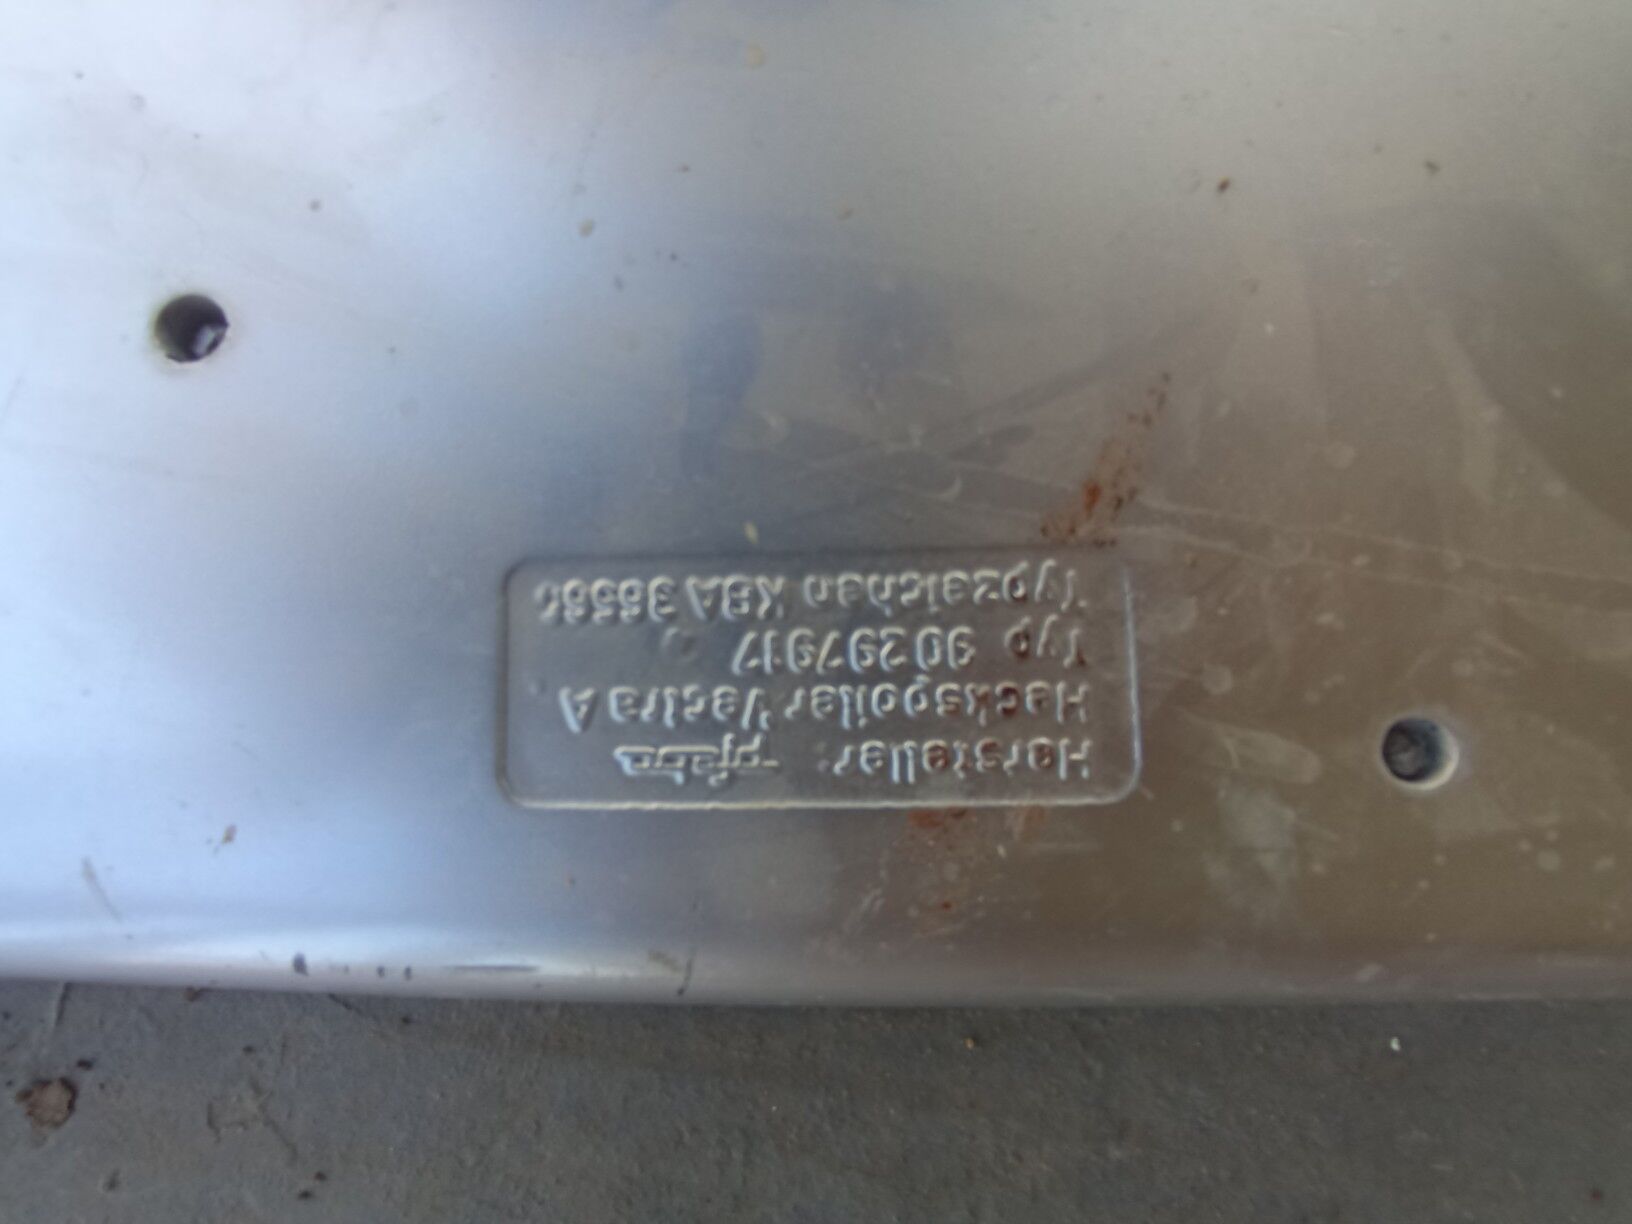 Hersteller:
Heckspoiler Vectra A
Typ 90297917
Typzeichen KBA